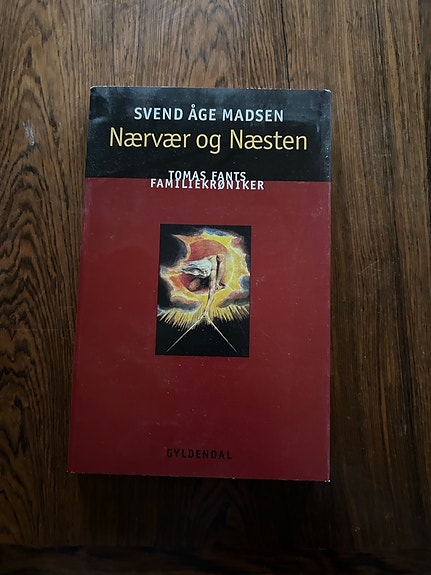 SVEND ÅGE MADSEN
Nærvær og Næsten
TOMAS FANTS
FAMILIEKRØNIKER
GYLDENDAL